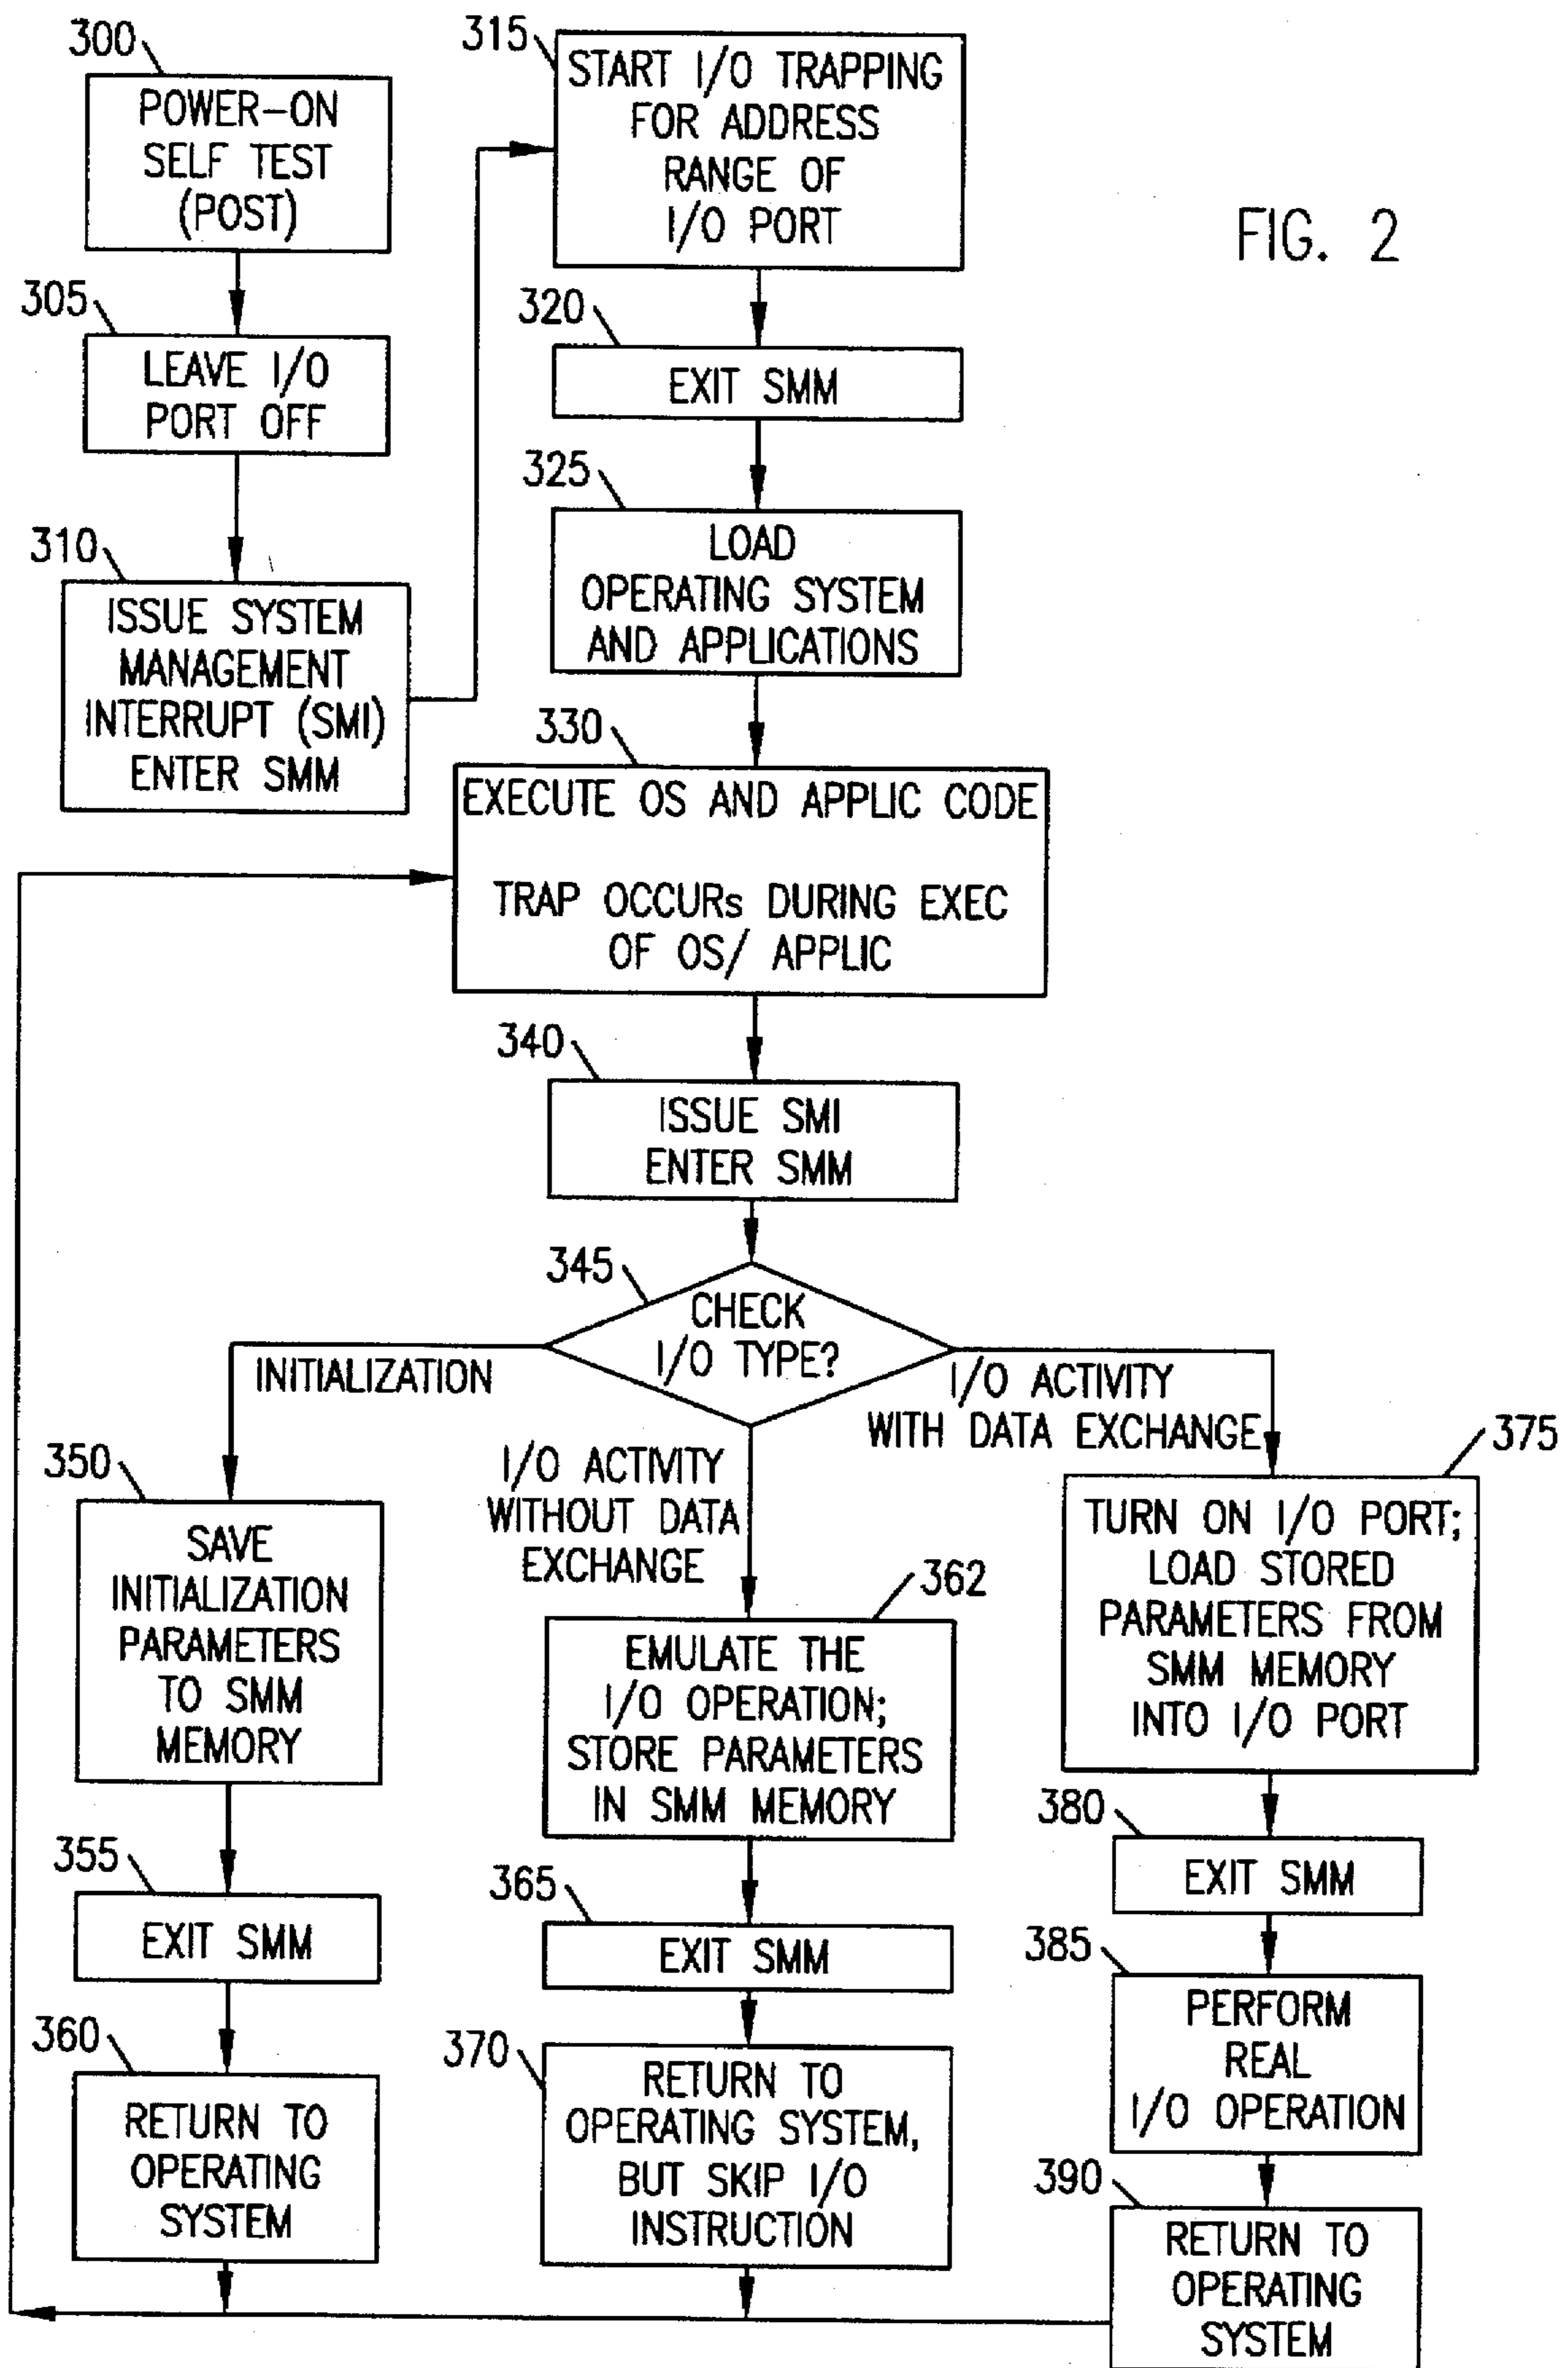 300
POWER-ON
SELF TEST
(POST)
305
LEAVE I/O
PORT OFF
310
ISSUE SYSTEM
MANAGEMENT
INTERRUPT (SMI)
ENTER SMM
315
START I/O TRAPPING
FOR ADDRESS
RANGE OF
I/O PORT
FIG. 2
320
EXIT SMM
325
LOAD
OPERATING SYSTEM
AND APPLICATIONS
330
EXECUTE OS AND APPLIC CODE
TRAP OCCURs DURING EXEC
OF OS/ APPLIC
340
ISSUE SMI
ENTER SMM
345
CHECK
I/O TYPE?
INITIALIZATION
350
SAVE
INITIALIZATION
PARAMETERS
TO SMM
MEMORY
355
EXIT SMM
360
RETURN TO
OPERATING
SYSTEM
I/O ACTIVITY
WITHOUT DATA
EXCHANGE
362
EMULATE THE
I/O OPERATION;
STORE PARAMETERS
IN SMM MEMORY
365
EXIT SMM
370
RETURN TO
OPERATING SYSTEM,
BUT SKIP I/O
INSTRUCTION
I/O ACTIVITY
WITH DATA EXCHANGE
375
TURN ON I/O PORT;
LOAD STORED
PARAMETERS FROM
SMM MEMORY
INTO I/O PORT
380
EXIT SMM
385
PERFORM
REAL
I/O OPERATION
390
RETURN TO
OPERATING
SYSTEM